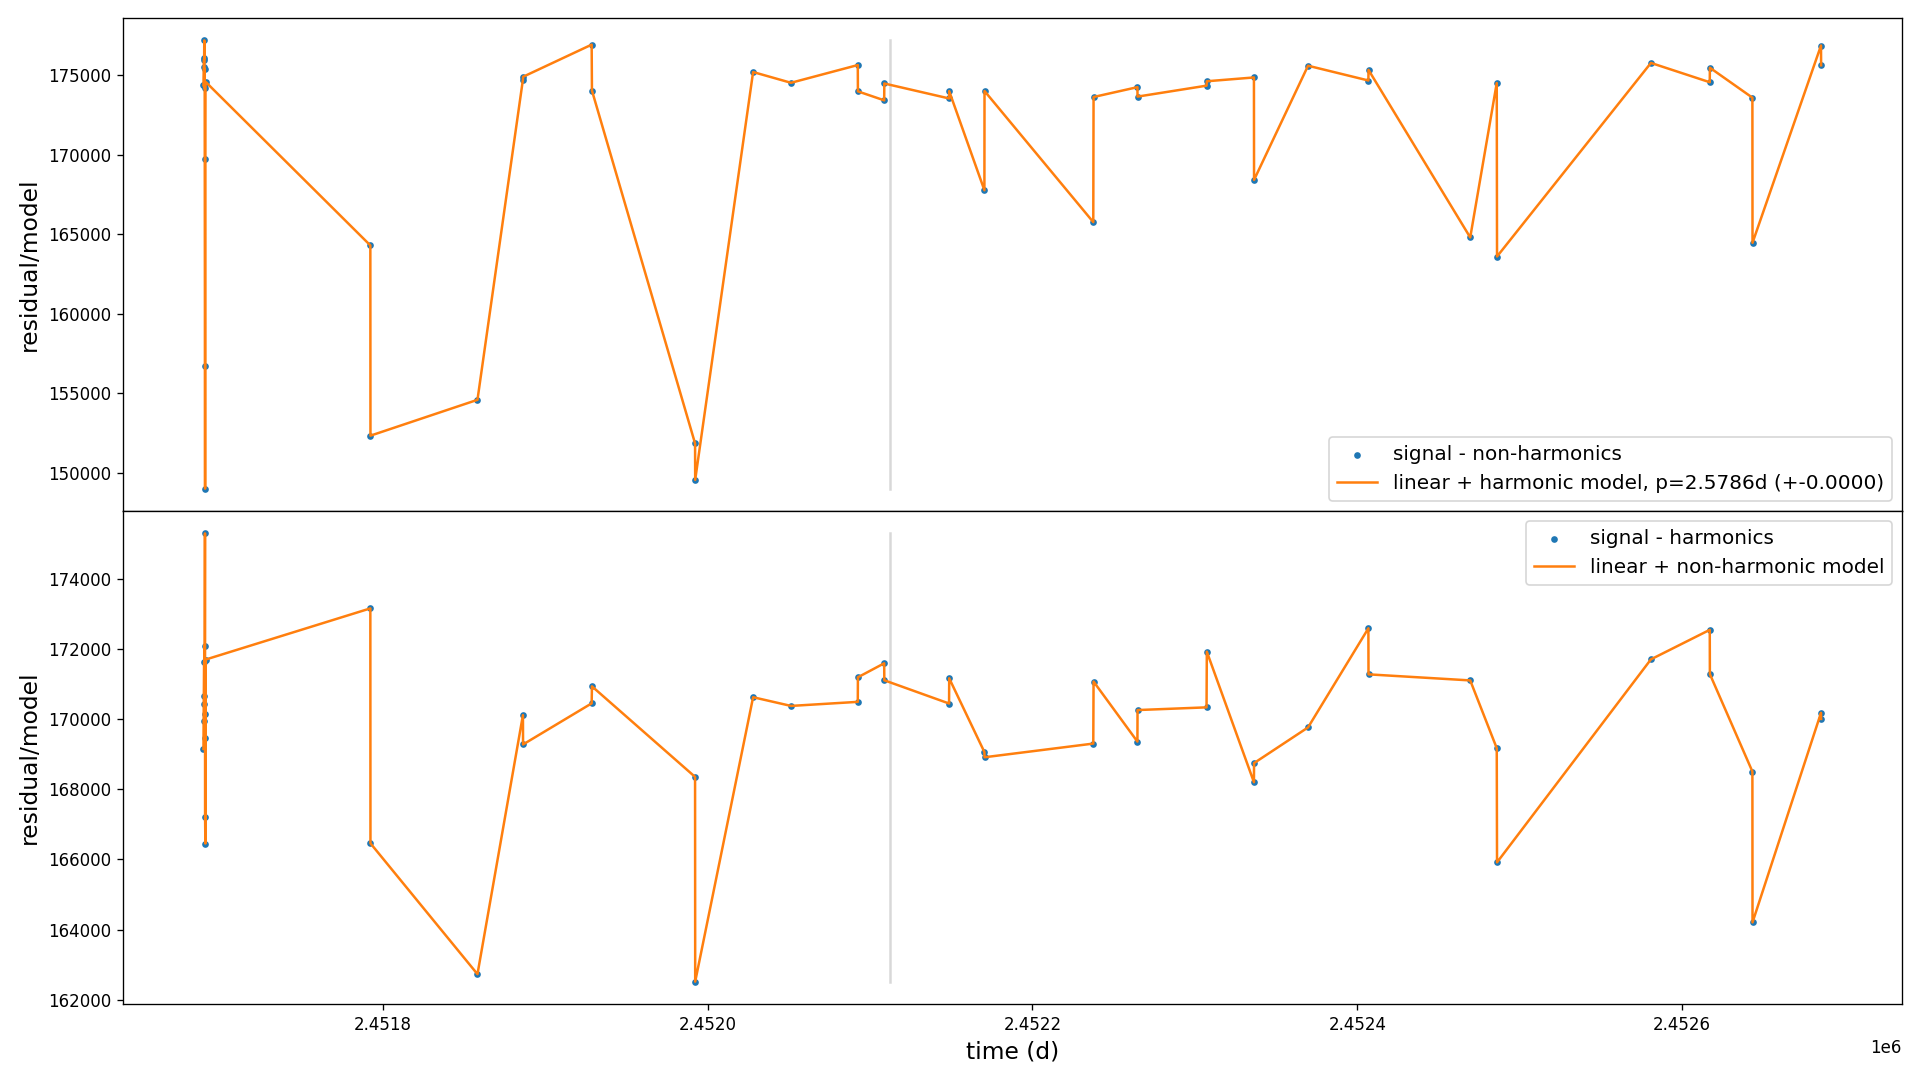 175000
170000
165000
160000
155000
150000
residual/model
signal - non-harmonics
linear + harmonic model, p=2.5786d (+-0.0000)
174000
172000
170000
168000
166000
164000
162000
residual/model
signal - harmonics
linear + non-harmonic model
2.4518 2.4520 2.4522 2.4524 2.4526
time (d)
1e6